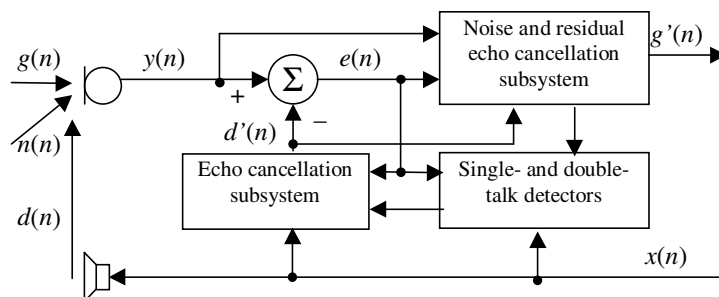 Noise and residual
echo cancellation
subsystem
g'(n)
g(n)
y(n)
e(n)
Σ
+
−
n(n)
d'(n)
Echo cancellation
subsystem
Single- and double-
talk detectors
d(n)
x(n)